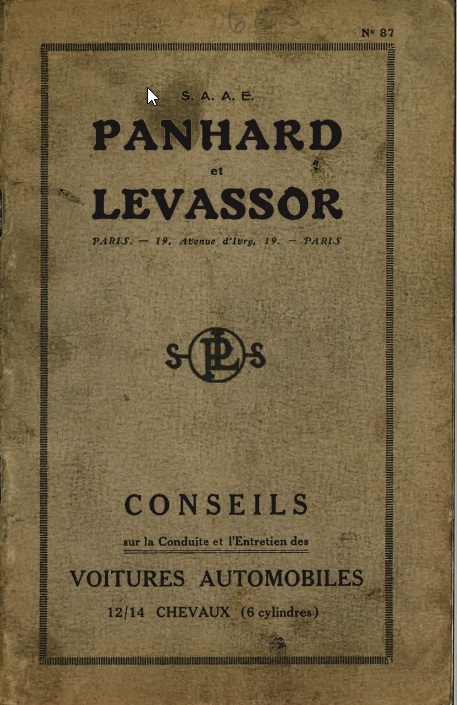 N° 87
S. A. A. E.
PANHARD
et
LEVASSOR
PARIS. — 19, Avenue d'Ivry, 19. — PARIS
S PL S
CONSEILS
sur la Conduite et l'Entretien des
VOITURES AUTOMOBILES
12/14 CHEVAUX (6 cylindres)